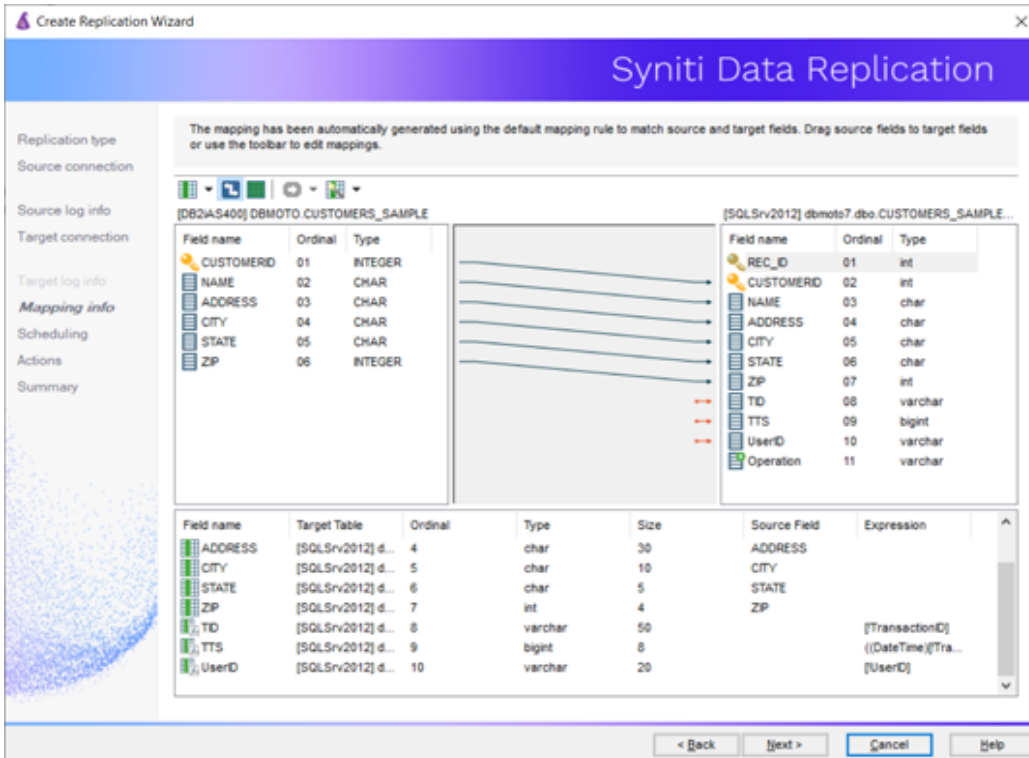 Create Replication Wizard
Syniti Data Replication
Replication type
Source connection
Source log info
Target connection
Target log info
Mapping info
Scheduling
Actions
Summary
The mapping has been automatically generated using the default mapping rule to match source and target fields. Drag source fields to target fields
or use the toolbar to edit mappings.
[DB2iAS400] DBMOTO.CUSTOMERS_SAMPLE
Field name Ordinal Type
CUSTOMERID 01 INTEGER
NAME 02 CHAR
ADDRESS 03 CHAR
CITY 04 CHAR
STATE 05 CHAR
ZIP 06 INTEGER
[SQLSrv2012] dbmoto7.dbo.CUSTOMERS_SAMPLE...
Field name Ordinal Type
REC_ID 01 int
CUSTOMERID 02 int
NAME 03 char
ADDRESS 04 char
CITY 05 char
STATE 06 char
ZIP 07 int
TID 08 varchar
TTS 09 bigint
UserID 10 varchar
Operation 11 varchar
Field name Target Table Ordinal Type Size Source Field Expression
ADDRESS [SQLSrv2012] d... 4 char 30 ADDRESS
CITY [SQLSrv2012] d... 5 char 10 CITY
STATE [SQLSrv2012] d... 6 char 5 STATE
ZIP [SQLSrv2012] d... 7 int 4 ZIP
TID [SQLSrv2012] d... 8 varchar 50 [!TransactionID]
TTS [SQLSrv2012] d... 9 bigint 8 ((DateTime)[!Tra...
UserID [SQLSrv2012] d... 10 varchar 20 [!UserID]
< Back Next > Cancel Help